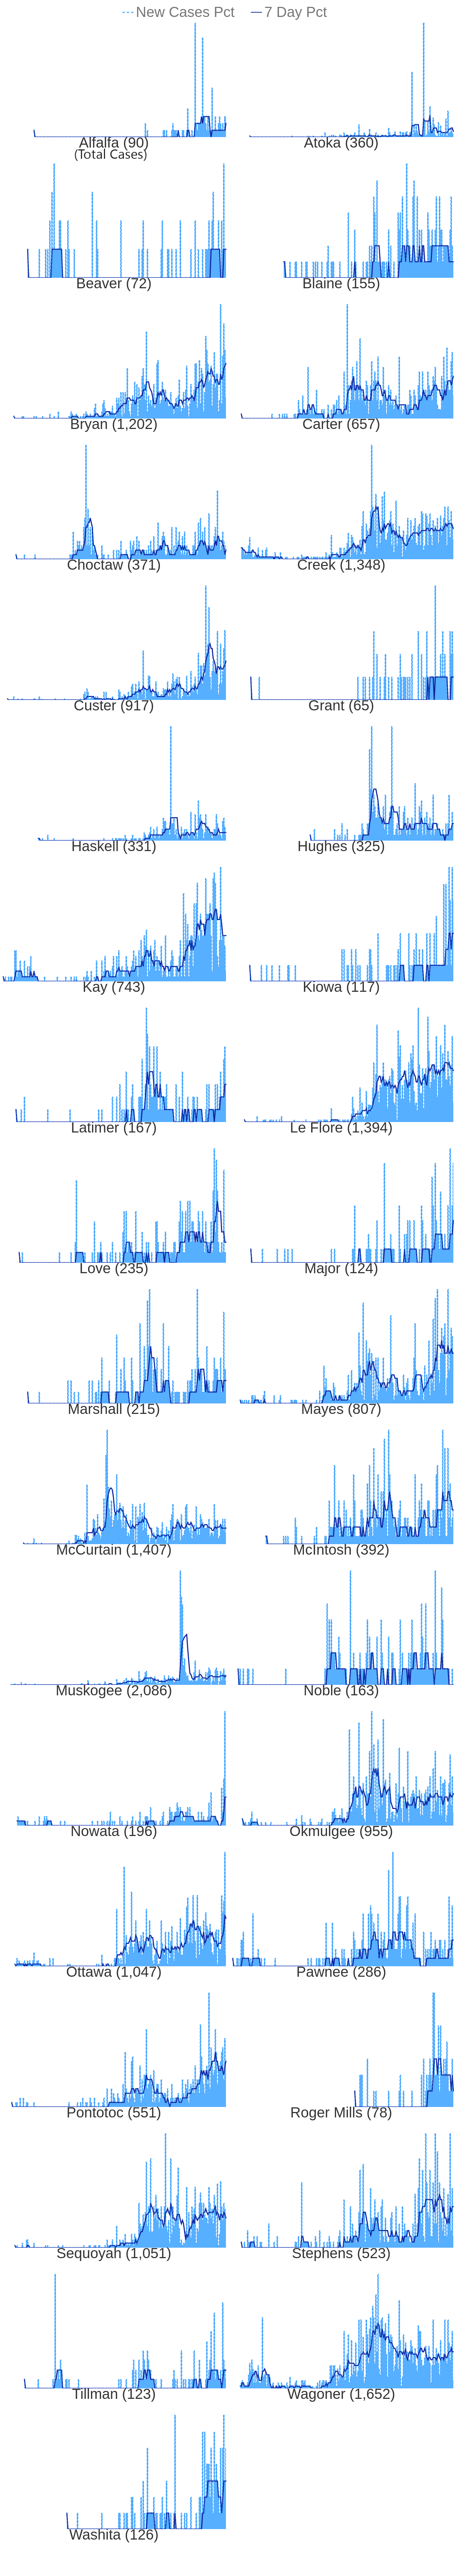 New Cases Pct 7 Day Pct
Alfalfa (90) Atoka (360)
(Total Cases)
Beaver (72) Blaine (155)
Bryan (1,202) Carter (657)
Choctaw (371) Creek (1,348)
Custer (917) Grant (65)
Haskell (331) Hughes (325)
Kay (743) Kiowa (117)
Latimer (167) Le Flore (1,394)
Love (235) Major (124)
Marshall (215) Mayes (807)
McCurtain (1,407) McIntosh (392)
Muskogee (2,086) Noble (163)
Nowata (196) Okmulgee (955)
Ottawa (1,047) Pawnee (286)
Pontotoc (551) Roger Mills (78)
Sequoyah (1,051) Stephens (523)
Tillman (123) Wagoner (1,652)
Washita (126)